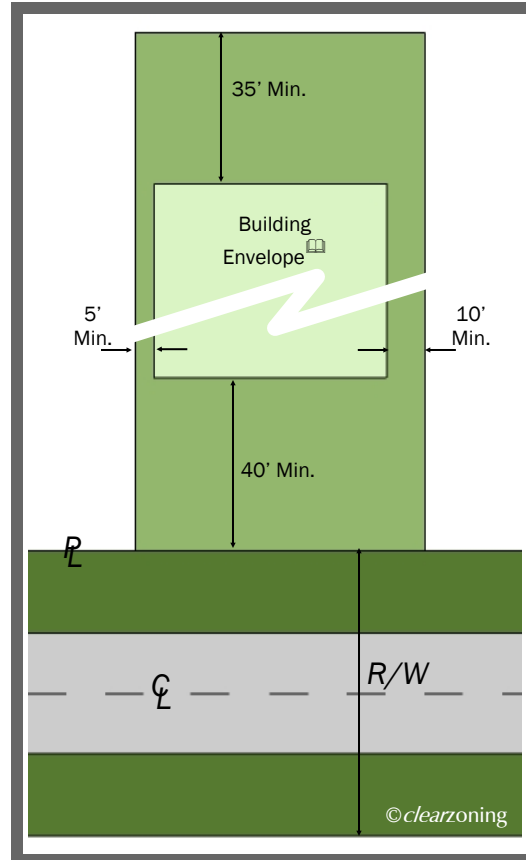 35’ Min.
Building
Envelope
5’
Min.
10’
Min.
40’ Min.
PL
R/W
CL
©clearzoning